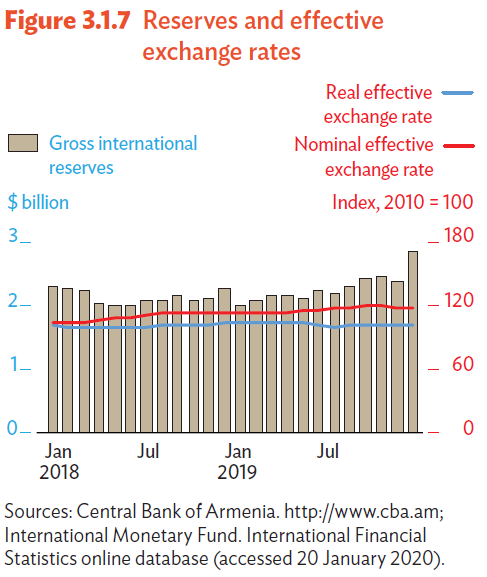 Figure 3.1.7 Reserves and effective
exchange rates
Real effective
exchange rate
Gross international
reserves
Nominal effective
exchange rate
$ billion
Index, 2010 = 100
3
180
2
120
1
60
0
0
Jan
2018
Jul
Jan
2019
Jul
Sources: Central Bank of Armenia. http://www.cba.am;
International Monetary Fund. International Financial
Statistics online database (accessed 20 January 2020).